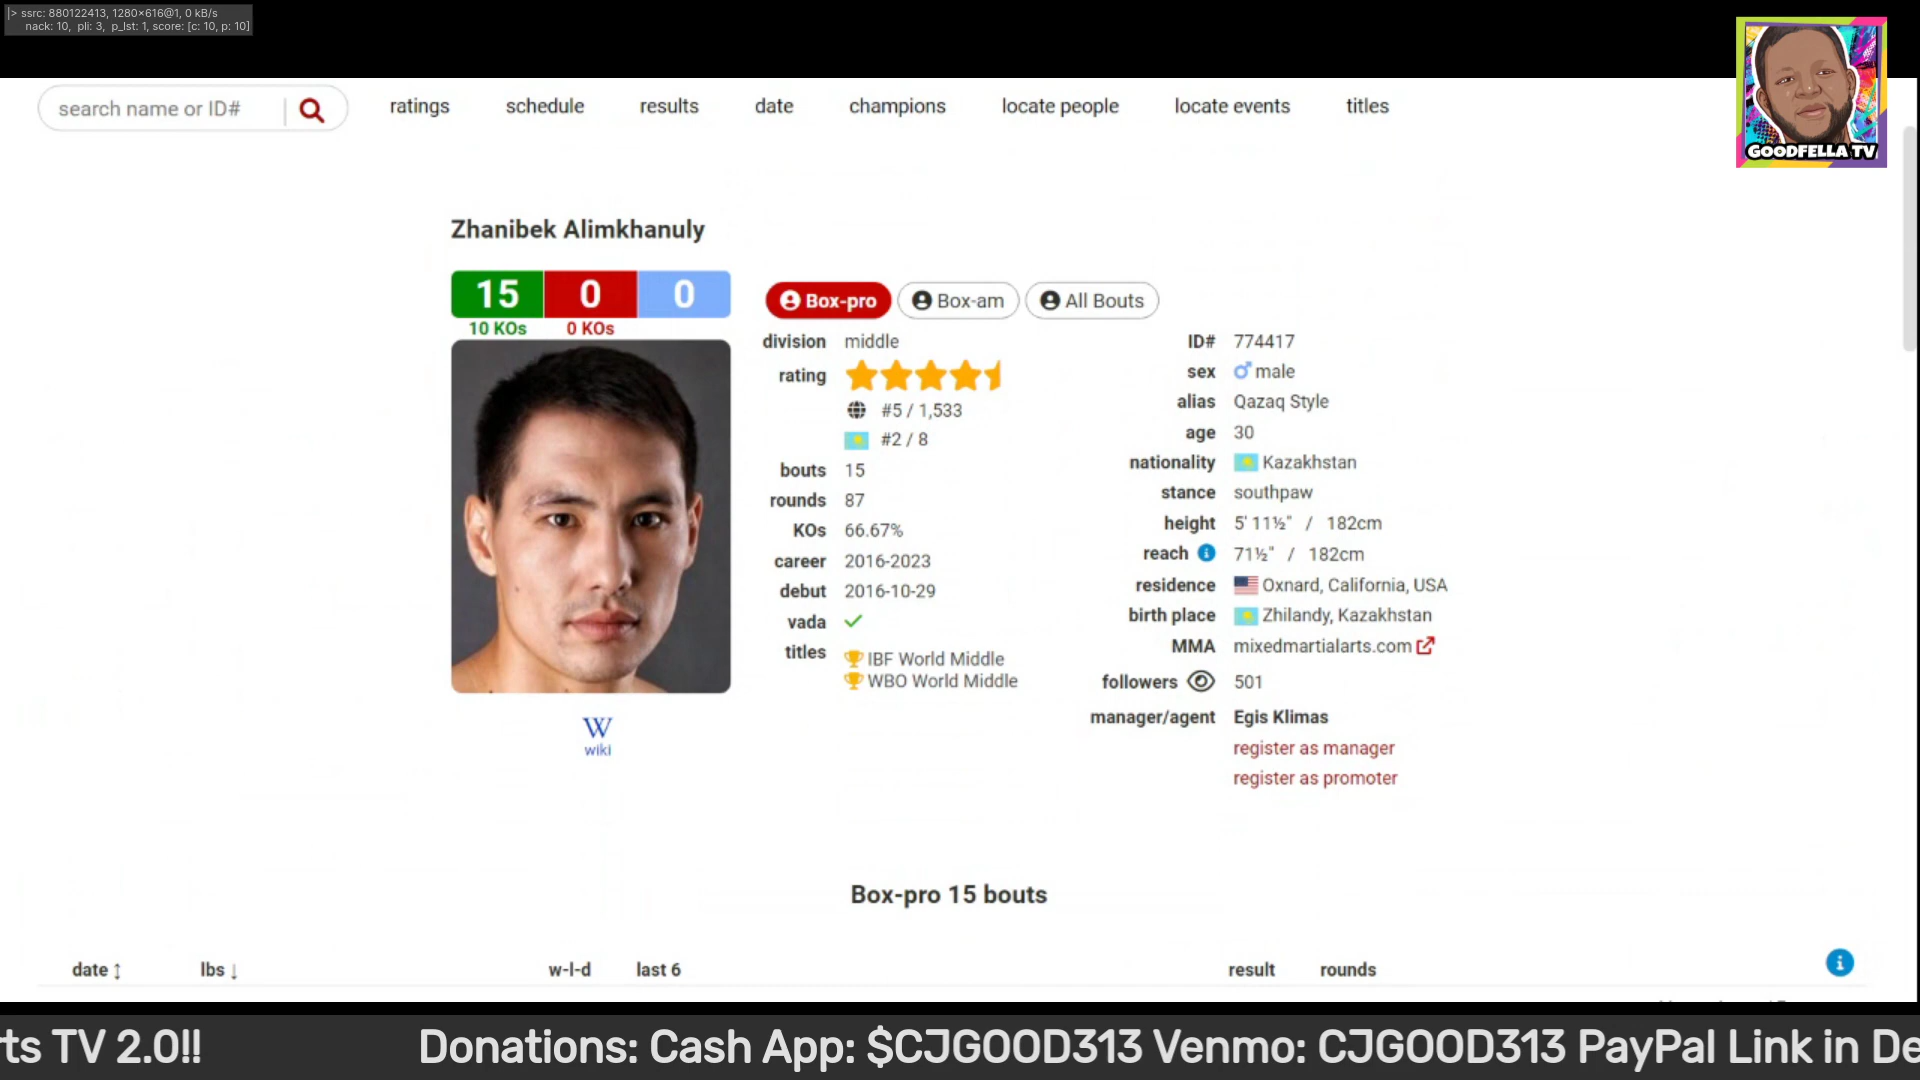 |> ssrc: 880122413, 1280×616@1, 0 kB/s
nack: 10, pli: 3, p_lst: 1, score: [c: 10, p: 10]
GOODFELLA TV
search name or ID#
ratings schedule results date champions locate people locate events titles
Zhanibek Alimkhanuly
15 0 0
10 KOs 0 KOs
Box-pro Box-am All Bouts
division middle
rating
#5 / 1,533
#2 / 8
bouts 15
rounds 87
KOs 66.67%
career 2016-2023
debut 2016-10-29
vada
titles IBF World Middle
WBO World Middle
ID# 774417
sex male
alias Qazaq Style
age 30
nationality Kazakhstan
stance southpaw
height 5' 11½" / 182cm
reach 71½" / 182cm
residence Oxnard, California, USA
birth place Zhilandy, Kazakhstan
MMA mixedmartialarts.com
followers 501
manager/agent Egis Klimas
register as manager
register as promoter
W
wiki
Box-pro 15 bouts
date lbs w-l-d last 6 result rounds
rts TV 2.0!! Donations: Cash App: $CJGOOD313 Venmo: CJGOOD313 PayPal Link in De